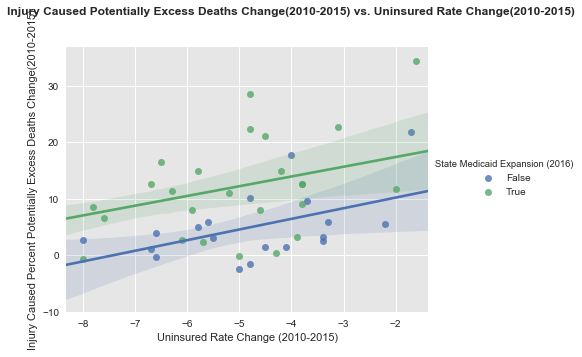 Injury Caused Potentially Excess Deaths Change(2010-2015) vs. Uninsured Rate Change(2010-2015)
Injury Caused Percent Potentially Excess Deaths Change(2010-2015)
30
20
10
0
−10
−8
−7
−6
−5
−4
−3
−2
Uninsured Rate Change (2010-2015)
State Medicaid Expansion (2016)
False
True